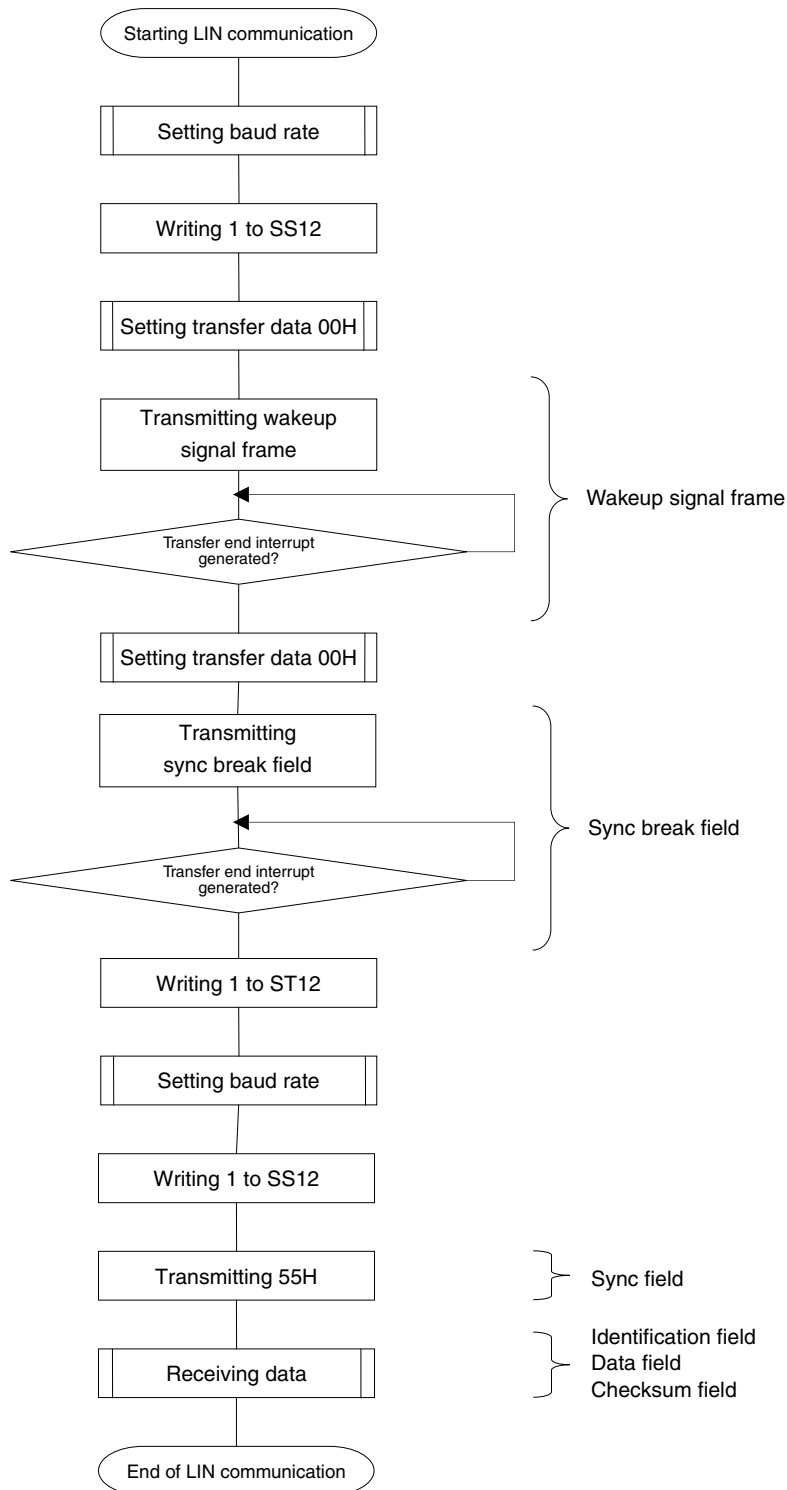 Starting LIN communication
Setting baud rate
Writing 1 to SS12
Setting transfer data 00H
Transmitting wakeup
signal frame
Wakeup signal frame
Transfer end interrupt
generated?
Setting transfer data 00H
Transmitting
sync break field
Sync break field
Transfer end interrupt
generated?
Writing 1 to ST12
Setting baud rate
Writing 1 to SS12
Transmitting 55H
Sync field
Receiving data
Identification field
Data field
Checksum field
End of LIN communication